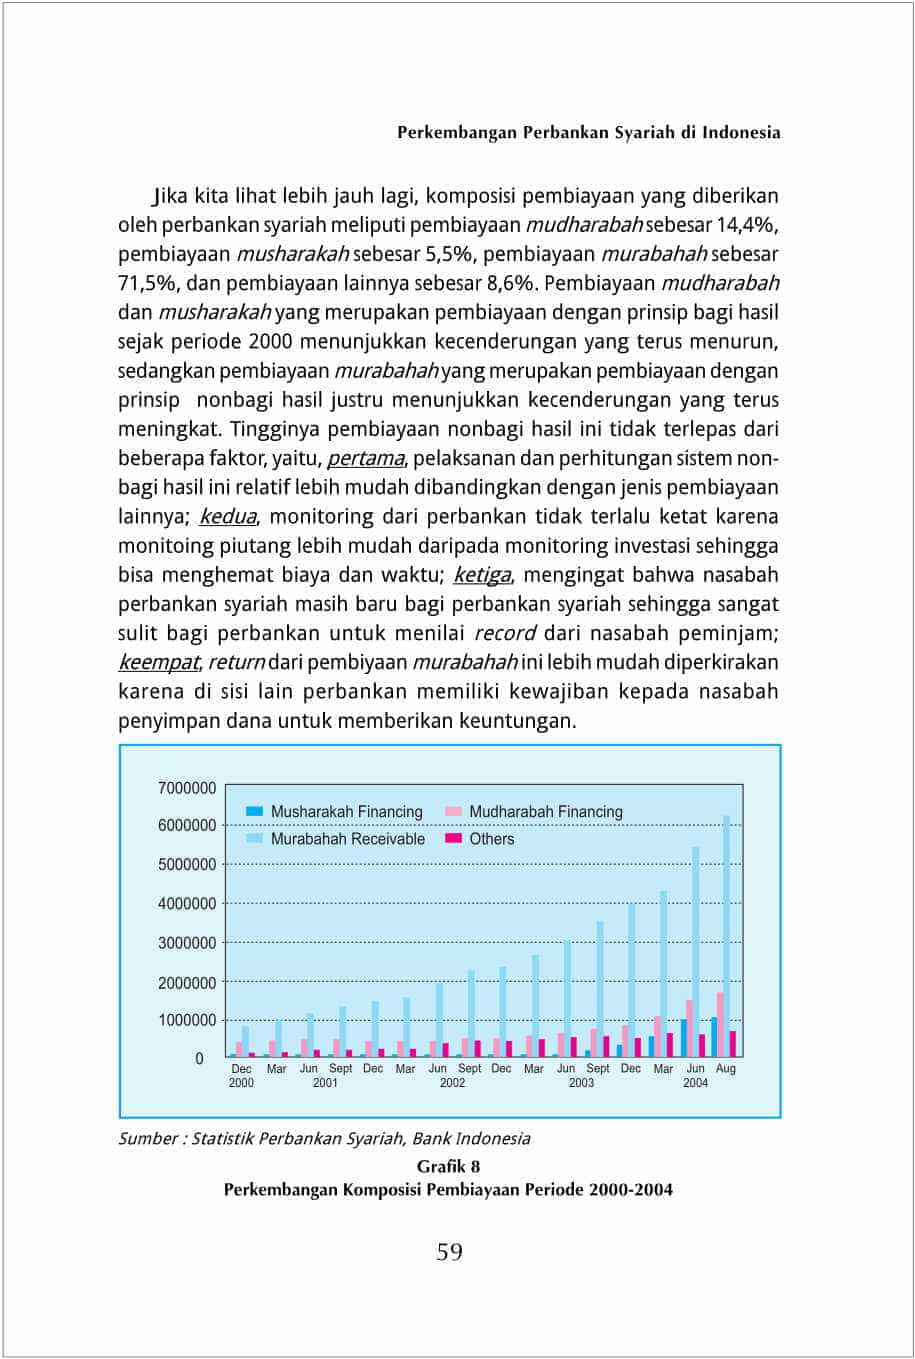 Perkembangan Perbankan Syariah di Indonesia
Jika kita lihat lebih jauh lagi, komposisi pembiayaan yang diberikan
oleh perbankan syariah meliputi pembiayaan mudharabah sebesar 14,4%,
pembiayaan musharakah sebesar 5,5%, pembiayaan murabahah sebesar
71,5%, dan pembiayaan lainnya sebesar 8,6%. Pembiayaan mudharabah
dan musharakah yang merupakan pembiayaan dengan prinsip bagi hasil
sejak periode 2000 menunjukkan kecenderungan yang terus menurun,
sedangkan pembiayaan murabahah yang merupakan pembiayaan dengan
prinsip nonbagi hasil justru menunjukkan kecenderungan yang terus
meningkat. Tingginya pembiayaan nonbagi hasil ini tidak terlepas dari
beberapa faktor, yaitu, pertama, pelaksanan dan perhitungan sistem non-
bagi hasil ini relatif lebih mudah dibandingkan dengan jenis pembiayaan
lainnya; kedua, monitoring dari perbankan tidak terlalu ketat karena
monitoing piutang lebih mudah daripada monitoring investasi sehingga
bisa menghemat biaya dan waktu; ketiga, mengingat bahwa nasabah
perbankan syariah masih baru bagi perbankan syariah sehingga sangat
sulit bagi perbankan untuk menilai record dari nasabah peminjam;
keempat, return dari pembiyaan murabahah ini lebih mudah diperkirakan
karena di sisi lain perbankan memiliki kewajiban kepada nasabah
penyimpan dana untuk memberikan keuntungan.
7000000
Musharakah Financing Mudharabah Financing
6000000
Murabahah Receivable Others
5000000
4000000
3000000
2000000
1000000
0
Dec Mar Jun Sept Dec Mar Jun Sept Dec Mar Jun Sept Dec Mar Jun Aug
2000 2001 2002 2003 2004
Sumber : Statistik Perbankan Syariah, Bank Indonesia
Grafik 8
Perkembangan Komposisi Pembiayaan Periode 2000-2004
59